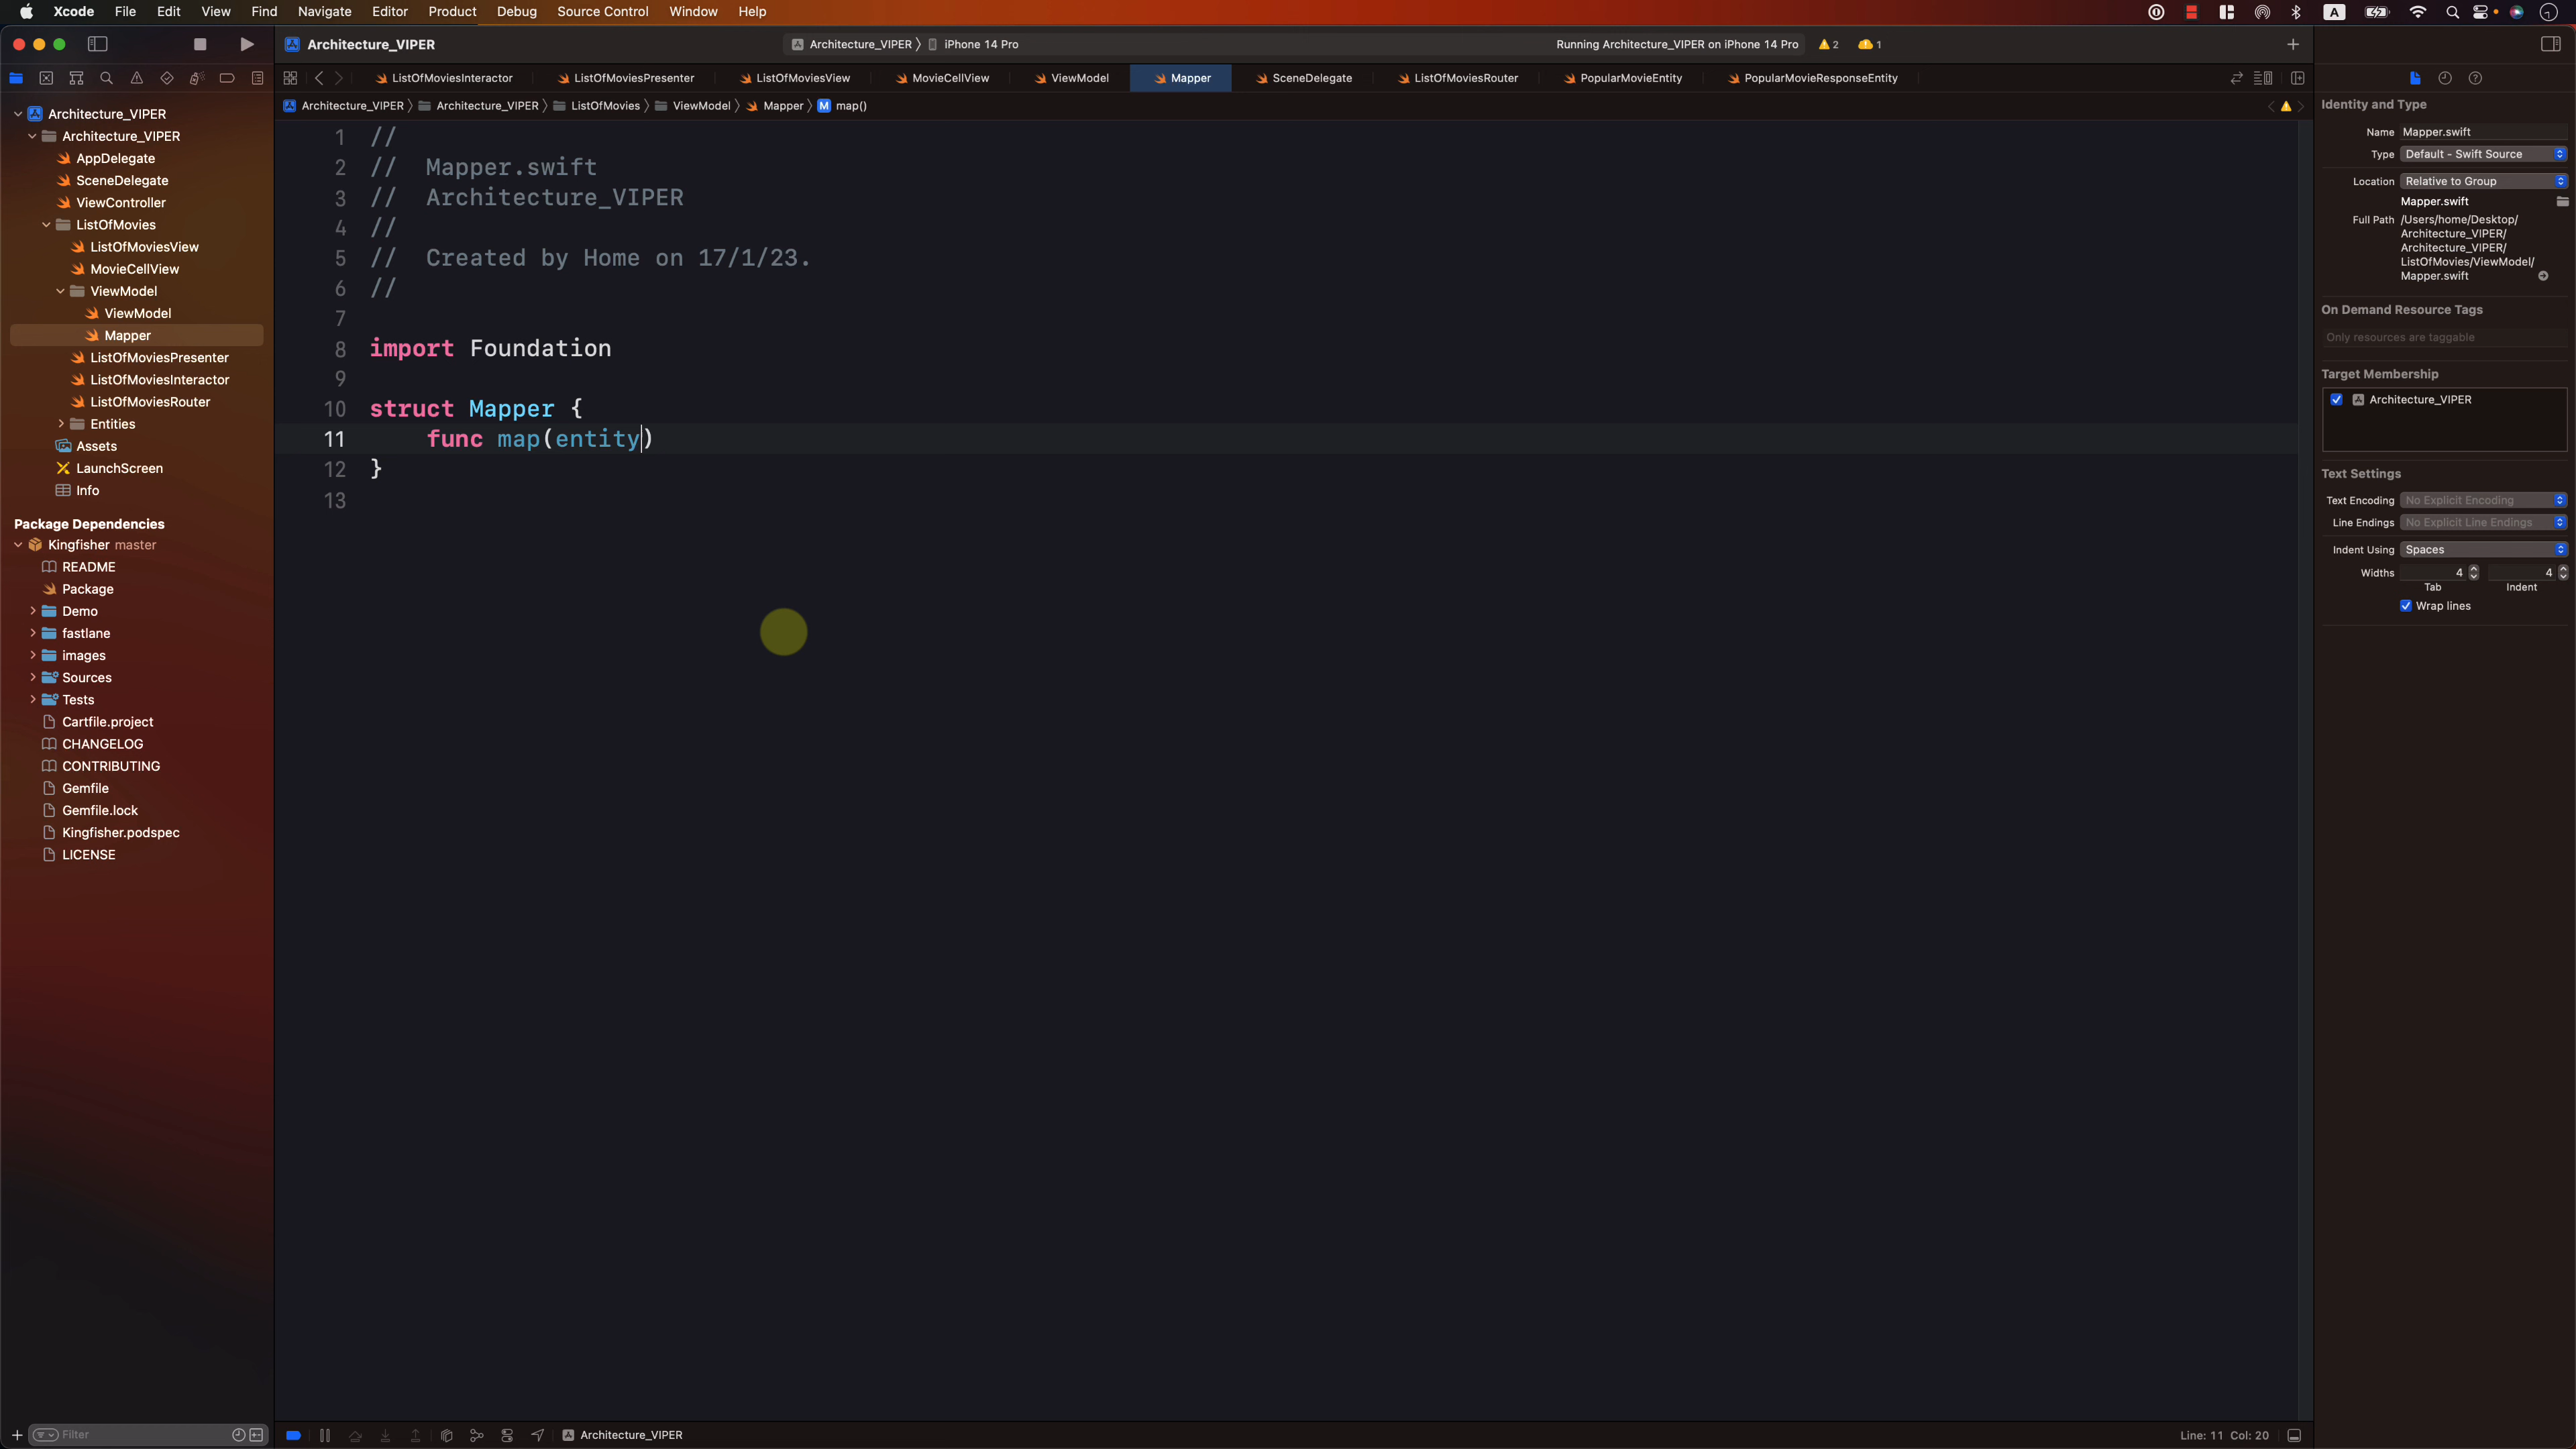 Xcode File Edit View Find Navigate Editor Product Debug Source Control Window Help
A
Architecture_VIPER
Architecture_VIPER iPhone 14 Pro
Running Architecture_VIPER on iPhone 14 Pro 2 1
ListOfMoviesInteractor ListOfMoviesPresenter ListOfMoviesView MovieCellView ViewModel Mapper SceneDelegate ListOfMoviesRouter PopularMovieEntity PopularMovieResponseEntity
Architecture_VIPER Architecture_VIPER ListOfMovies ViewModel Mapper M map()
Architecture_VIPER
Architecture_VIPER
AppDelegate
SceneDelegate
ViewController
ListOfMovies
ListOfMoviesView
MovieCellView
ViewModel
ViewModel
Mapper
ListOfMoviesPresenter
ListOfMoviesInteractor
ListOfMoviesRouter
Entities
Assets
LaunchScreen
Info
Package Dependencies
Kingfisher master
README
Package
Demo
fastlane
images
Sources
Tests
Cartfile.project
CHANGELOG
CONTRIBUTING
Gemfile
Gemfile.lock
Kingfisher.podspec
LICENSE
Filter
1 //
2 // Mapper.swift
3 // Architecture_VIPER
4 //
5 // Created by Home on 17/1/23.
6 //
7
8 import Foundation
9
10 struct Mapper {
11 func map(entity)
12 }
13
Architecture_VIPER
Line: 11 Col: 20
Identity and Type
Name Mapper.swift
Type Default - Swift Source
Location Relative to Group
Mapper.swift
Full Path /Users/home/Desktop/
Architecture_VIPER/
Architecture_VIPER/
ListOfMovies/ViewModel/
Mapper.swift
On Demand Resource Tags
Only resources are taggable
Target Membership
Architecture_VIPER
Text Settings
Text Encoding No Explicit Encoding
Line Endings No Explicit Line Endings
Indent Using Spaces
Widths 4 4
Tab Indent
Wrap lines